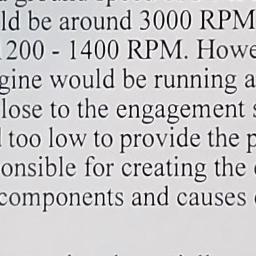 ld be around 3000 RPM
1200 - 1400 RPM. Howe
gine would be running a
lose to the engagement s
too low to provide the p
onsible for creating the
components and causes